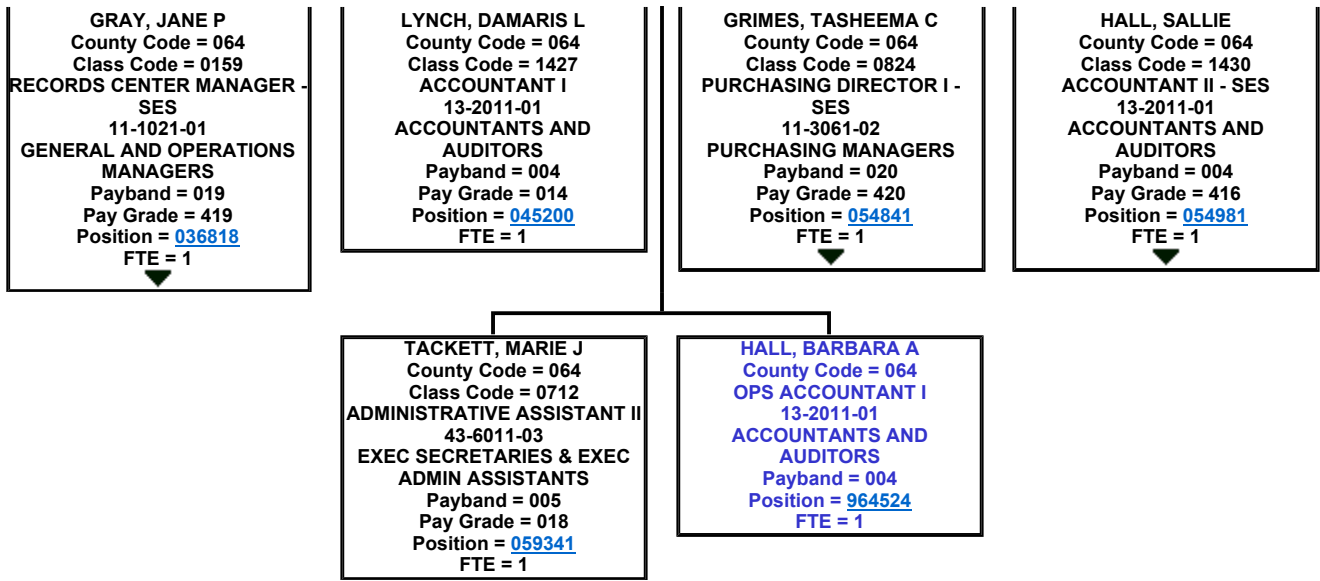 GRAY, JANE P
County Code = 064
Class Code = 0159
RECORDS CENTER MANAGER -
SES
11-1021-01
GENERAL AND OPERATIONS
MANAGERS
Payband = 019
Pay Grade = 419
Position = 036818
FTE = 1
LYNCH, DAMARIS L
County Code = 064
Class Code = 1427
ACCOUNTANT I
13-2011-01
ACCOUNTANTS AND
AUDITORS
Payband = 004
Pay Grade = 014
Position = 045200
FTE = 1
GRIMES, TASHEEMA C
County Code = 064
Class Code = 0824
PURCHASING DIRECTOR I -
SES
11-3061-02
PURCHASING MANAGERS
Payband = 020
Pay Grade = 420
Position = 054841
FTE = 1
HALL, SALLIE
County Code = 064
Class Code = 1430
ACCOUNTANT II - SES
13-2011-01
ACCOUNTANTS AND
AUDITORS
Payband = 004
Pay Grade = 416
Position = 054981
FTE = 1
TACKETT, MARIE J
County Code = 064
Class Code = 0712
ADMINISTRATIVE ASSISTANT II
43-6011-03
EXEC SECRETARIES & EXEC
ADMIN ASSISTANTS
Payband = 005
Pay Grade = 018
Position = 059341
FTE = 1
HALL, BARBARA A
County Code = 064
OPS ACCOUNTANT I
13-2011-01
ACCOUNTANTS AND
AUDITORS
Payband = 004
Position = 964524
FTE = 1